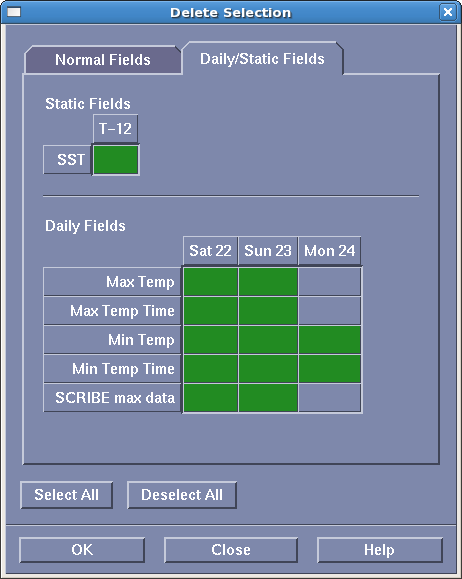 Delete Selection
Normal Fields
Daily/Static Fields
Static Fields
T-12
SST
Daily Fields
Sat 22 Sun 23 Mon 24
Max Temp
Max Temp Time
Min Temp
Min Temp Time
SCRIBE max data
Select All Deselect All
OK Close Help